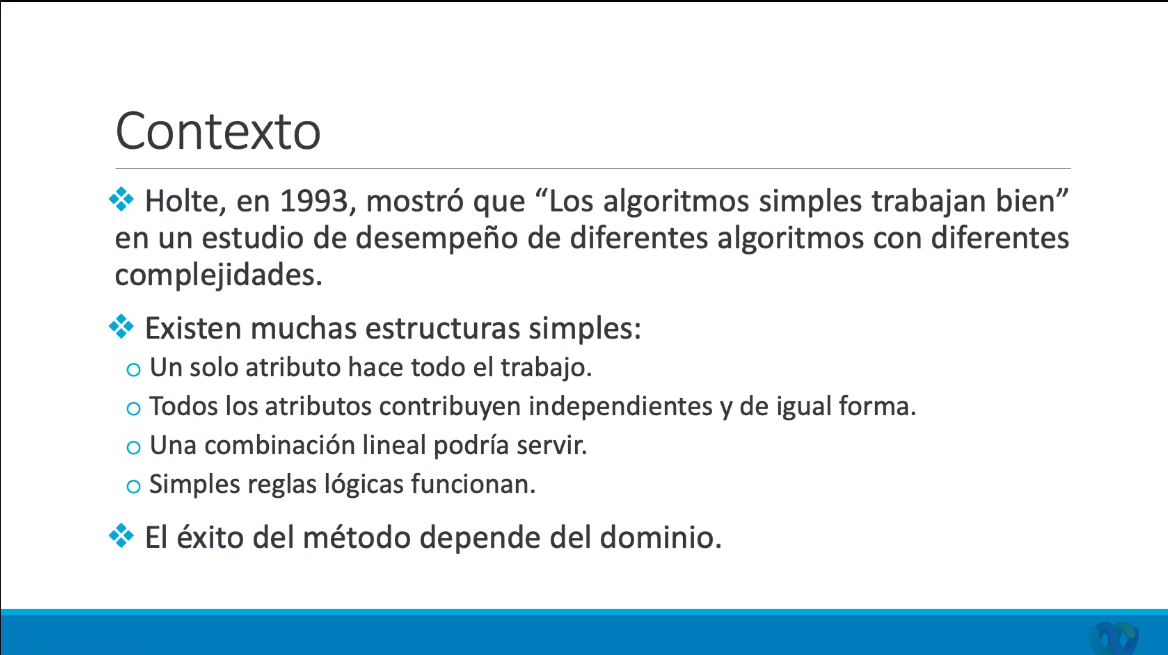 Contexto
❖ Holte, en 1993, mostró que “Los algoritmos simples trabajan bien”
en un estudio de desempeño de diferentes algoritmos con diferentes
complejidades.
❖ Existen muchas estructuras simples:
o Un solo atributo hace todo el trabajo.
o Todos los atributos contribuyen independientes y de igual forma.
o Una combinación lineal podría servir.
o Simples reglas lógicas funcionan.
❖ El éxito del método depende del dominio.